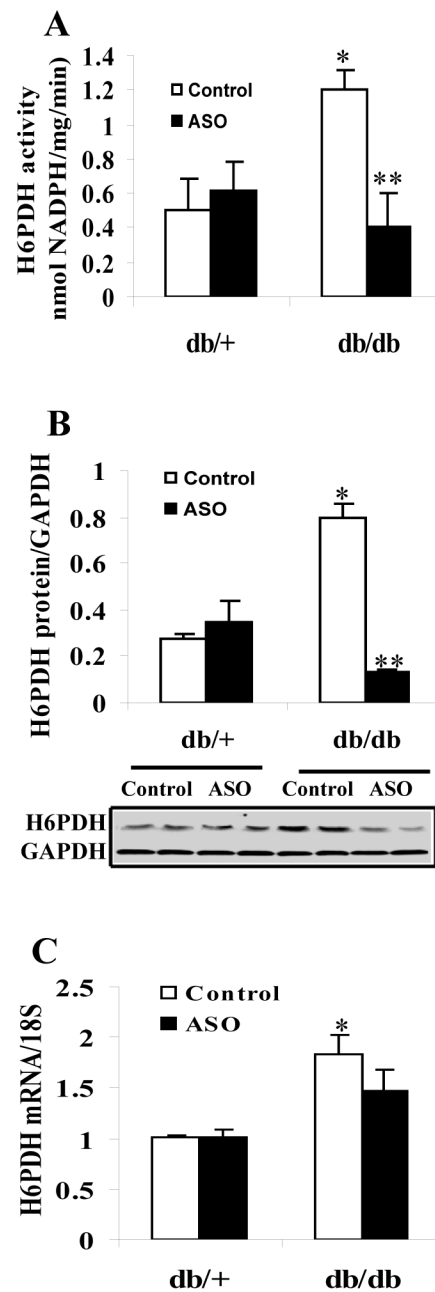 A
H6PDH activity
nmol NADPH/mg/min)
1.4
1.2
1
0.8
0.6
0.4
0.2
0
Control
ASO
*
**
db/+ db/db
B
H6PDH protein/GAPDH
1
0.8
0.6
0.4
0.2
0
Control
ASO
*
**
db/+ db/db
Control ASO Control ASO
H6PDH
GAPDH
C
H6PDH mRNA/18S
2.5
2
1.5
1
0.5
0
Control
ASO
*
db/+ db/db